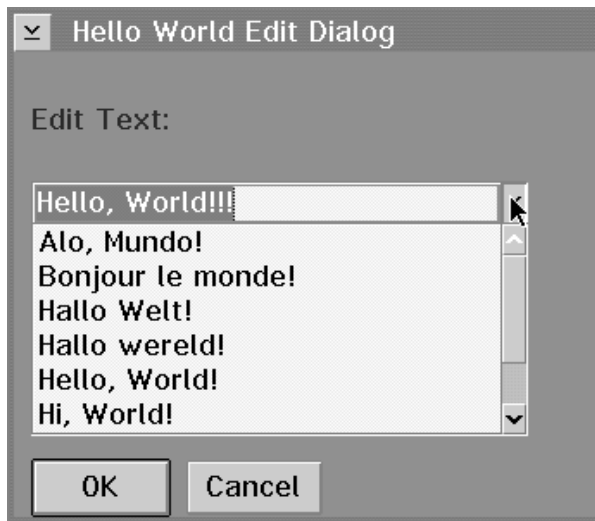 Hello World Edit Dialog
Edit Text:
Hello, World!!!
Alo, Mundo!
Bonjour le monde!
Hallo Welt!
Hallo wereld!
Hello, World!
Hi, World!
OK Cancel